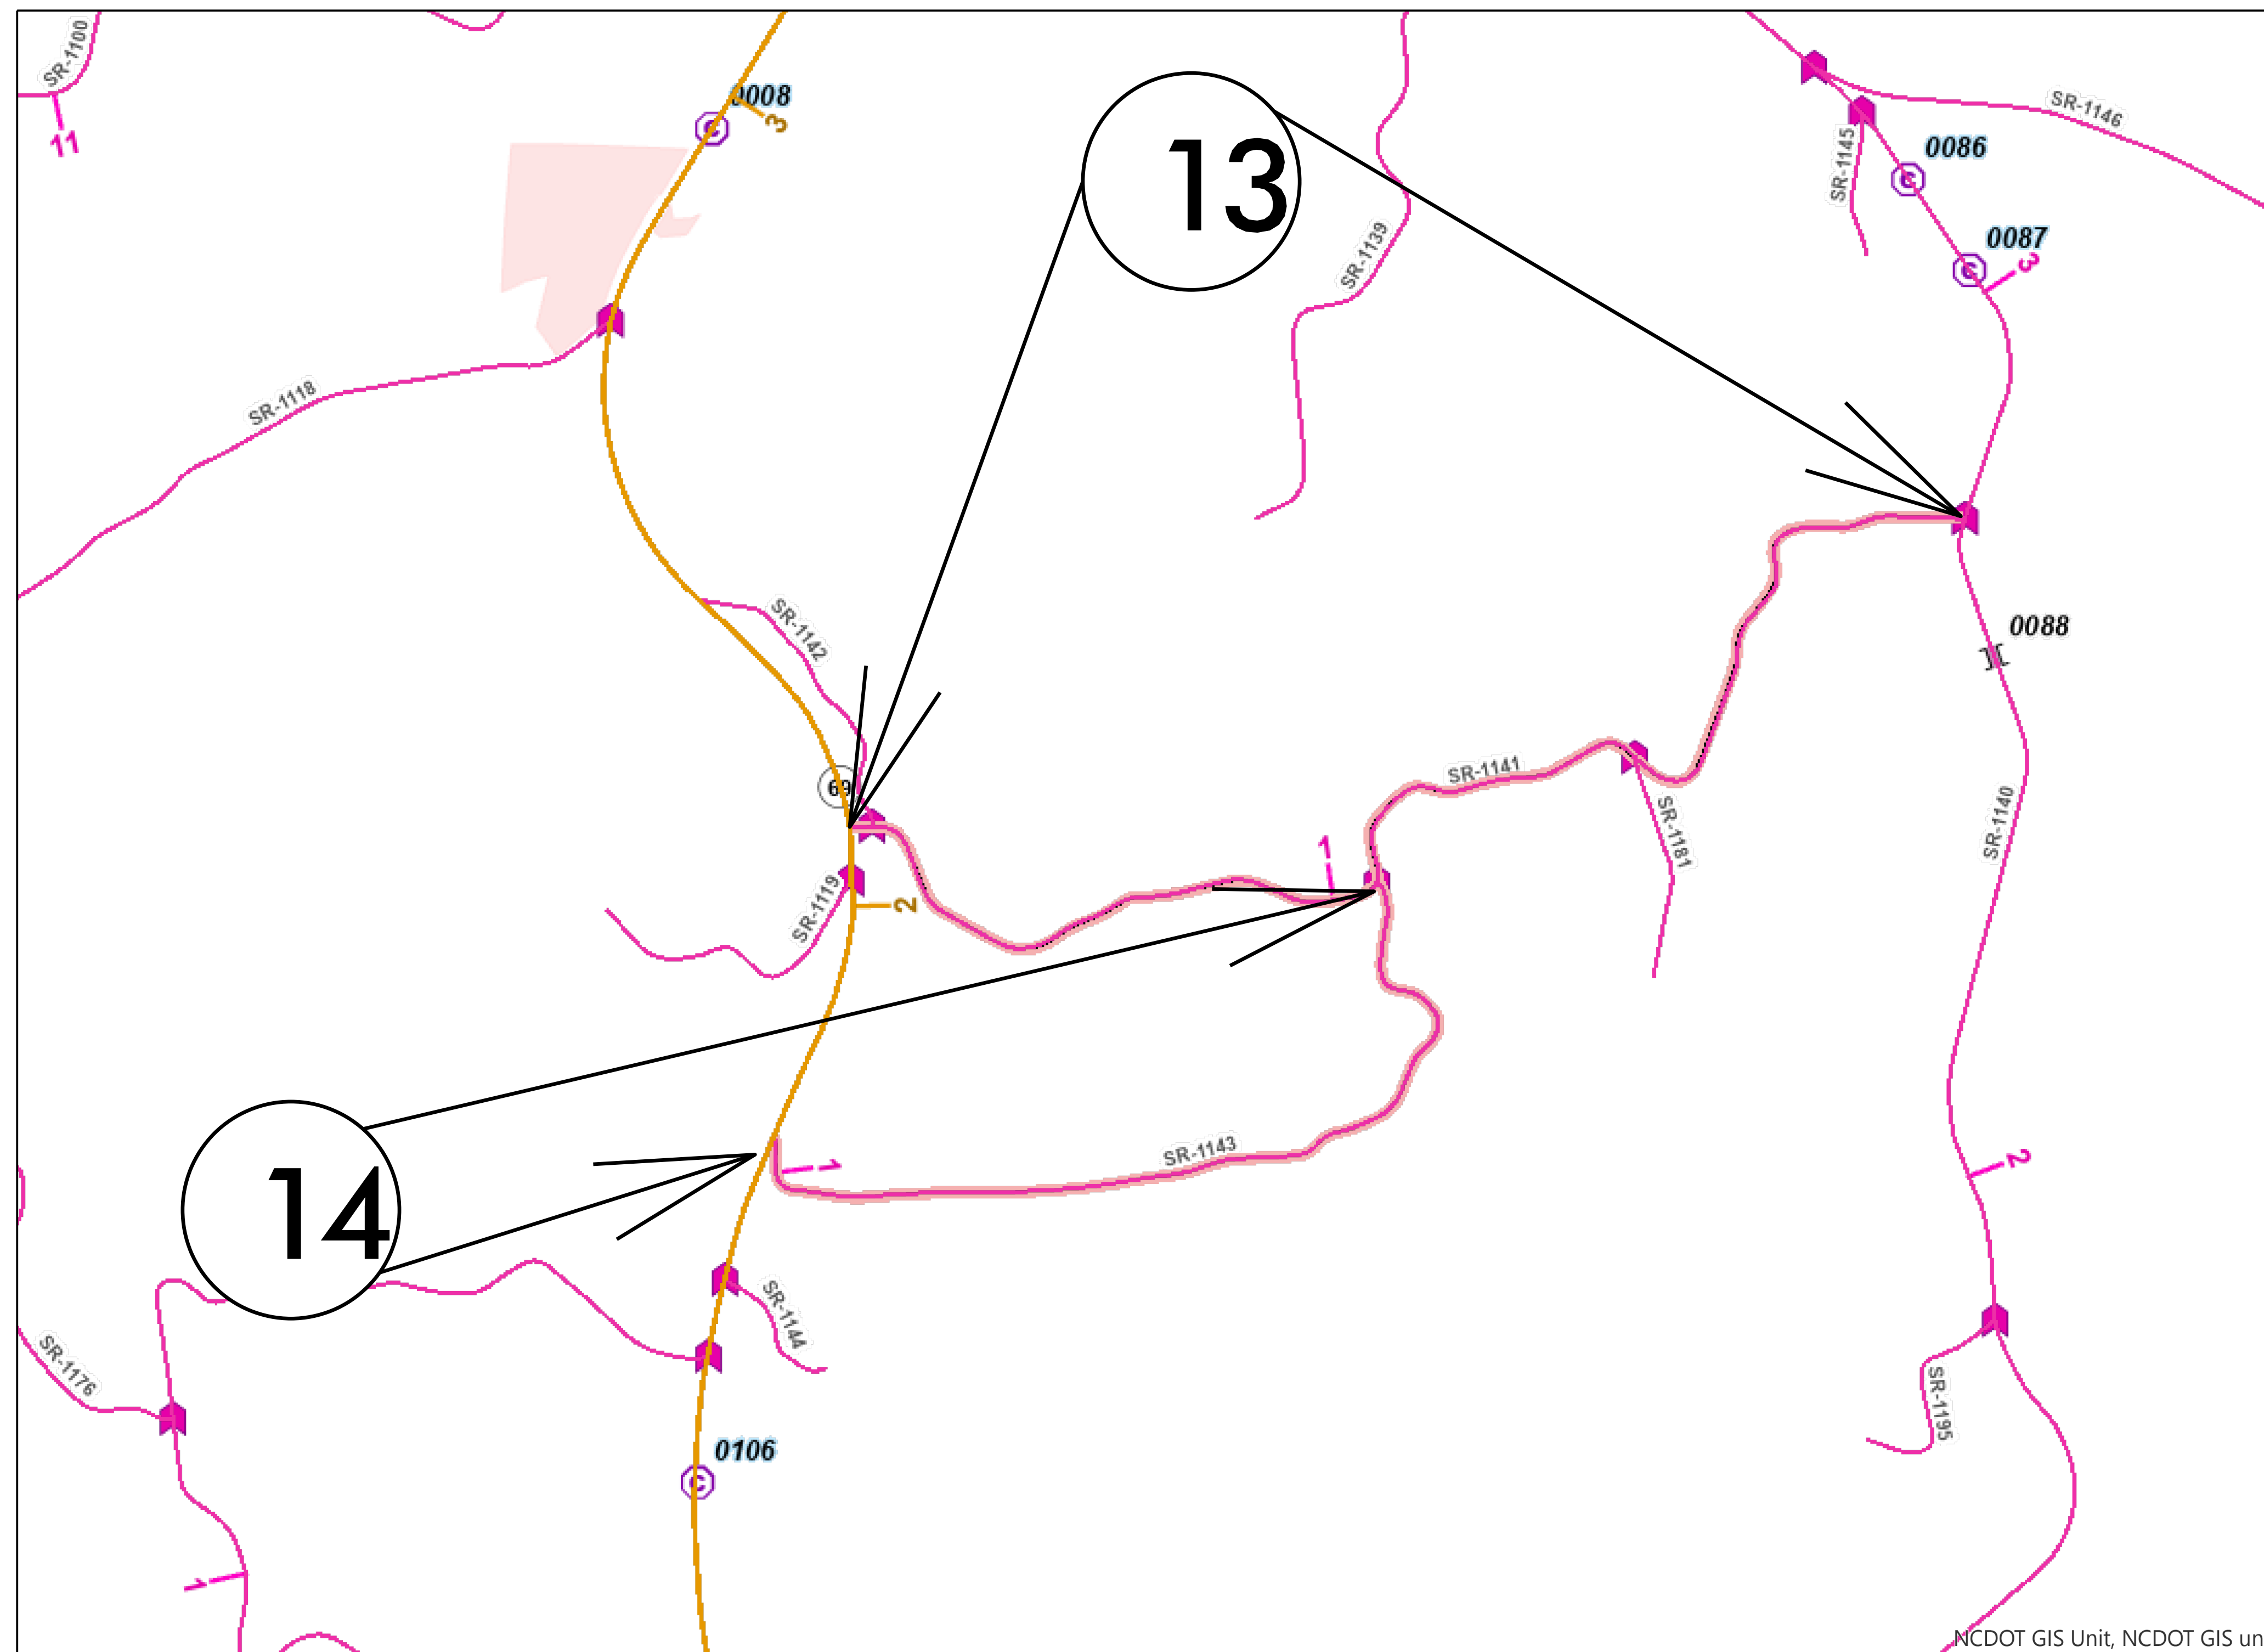 SR-1100
11
0008
3
13
SR-1146
SR-1145
0086
0087
3
SR-1139
SR-1118
SR-1142
0088
69
SR-1141
SR-1181
SR-1140
1
SR-1119
2
14
SR-1143
1
2
SR-1144
SR-1176
SR-1195
0106
1
NCDOT GIS Unit, NCDOT GIS un